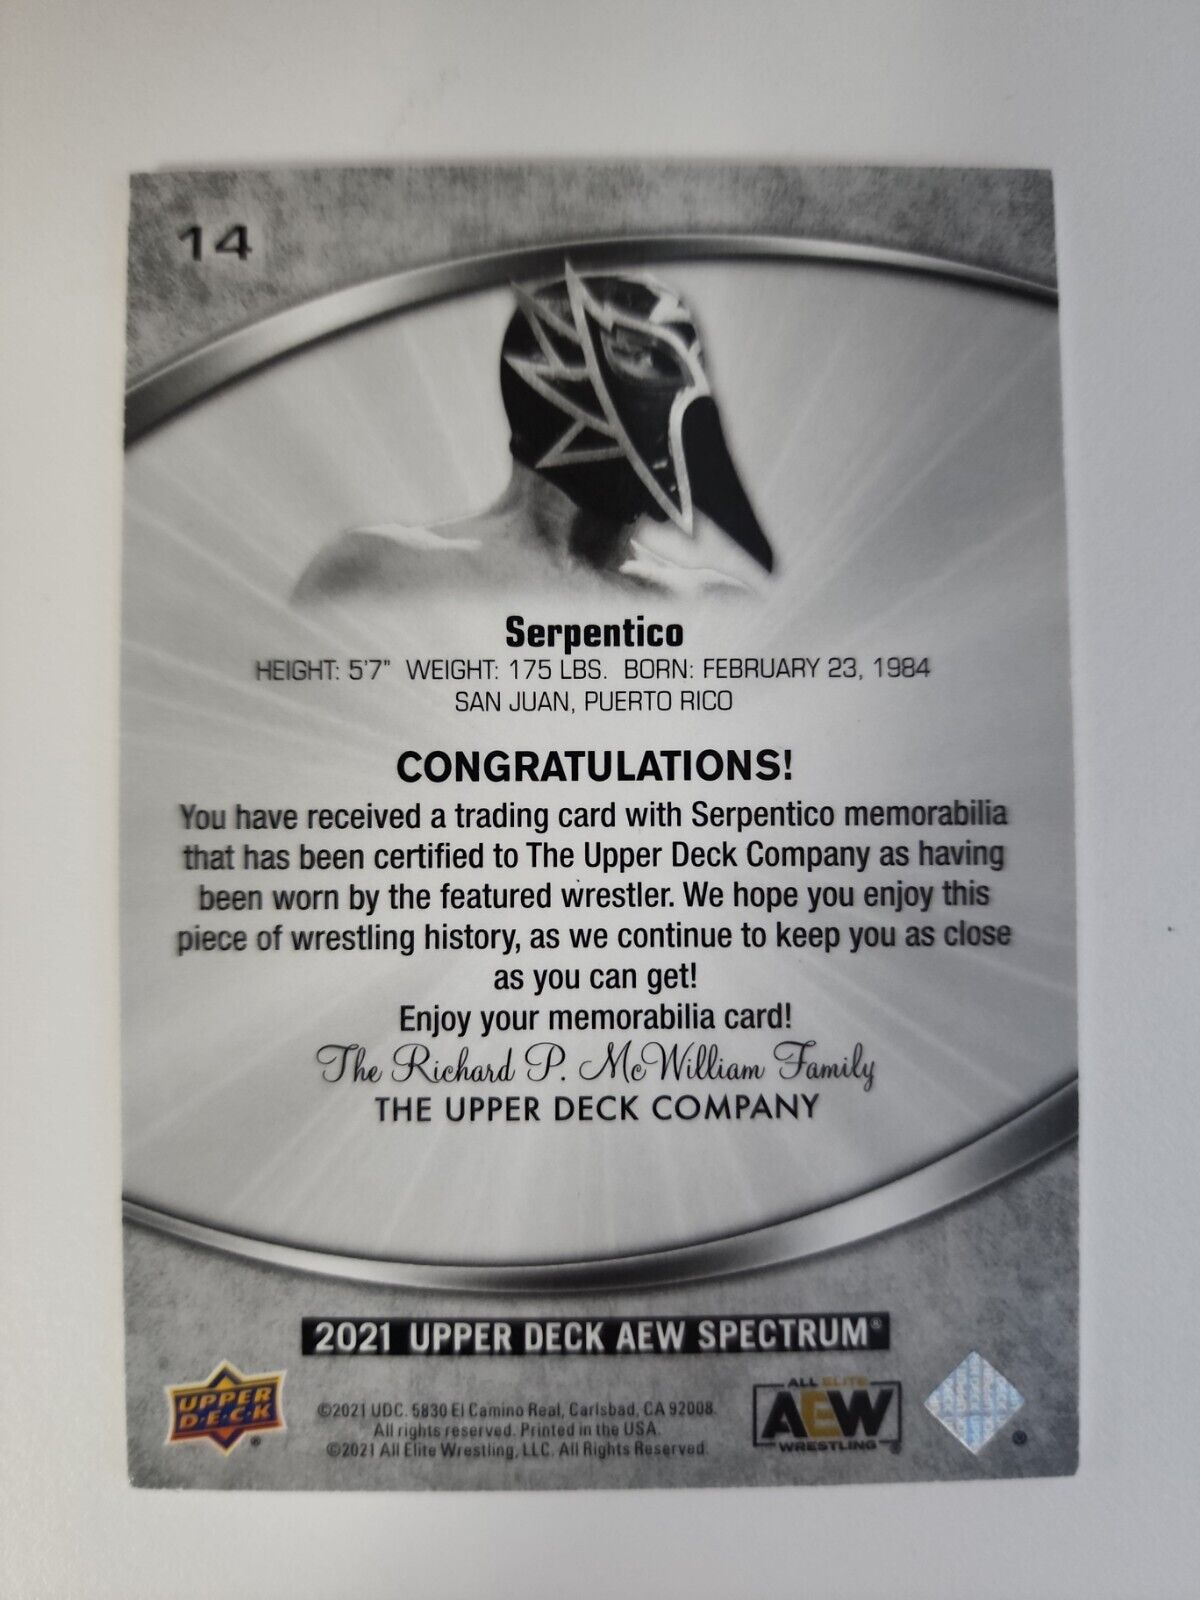 14
Serpentico
HEIGHT: 5'7" WEIGHT: 175 LBS. BORN: FEBRUARY 23, 1984
SAN JUAN, PUERTO RICO
CONGRATULATIONS!
You have received a trading card with Serpentico memorabilia
that has been certified to The Upper Deck Company as having
been worn by the featured wrestler. We hope you enjoy this
piece of wrestling history, as we continue to keep you as close
as you can get!
Enjoy your memorabilia card!
The Richard P. McWilliam Family
THE UPPER DECK COMPANY
2021 UPPER DECK AEW SPECTRUM®
UPPER
D·E·C·K
®
©2021 UDC. 5830 El Camino Real, Carlsbad, CA 92008.
All rights reserved. Printed in the USA.
©2021 All Elite Wrestling, LLC. All Rights Reserved.
ALL ELITE
AEW
WRESTLING
®
®